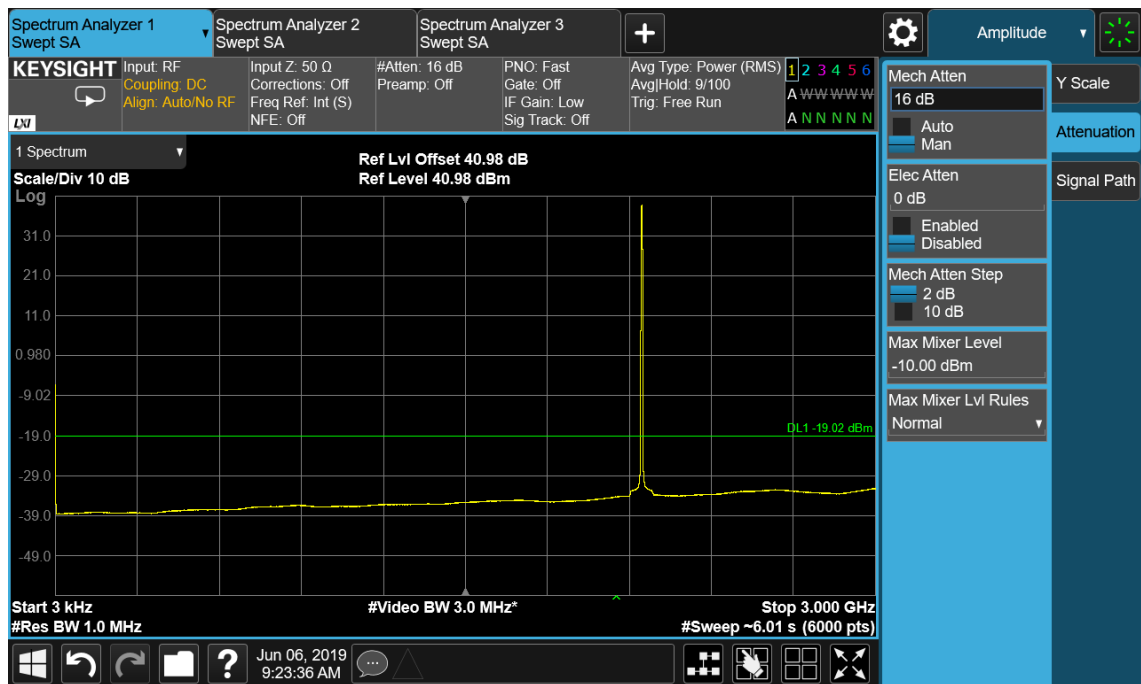 Spectrum Analyzer 1
Swept SA
Spectrum Analyzer 2
Swept SA
Spectrum Analyzer 3
Swept SA
+
Amplitude
KEYSIGHT
LXI
Input: RF
Coupling: DC
Align: Auto/No RF
Input Z: 50 Ω
Corrections: Off
Freq Ref: Int (S)
NFE: Off
#Atten: 16 dB
Preamp: Off
PNO: Fast
Gate: Off
IF Gain: Low
Sig Track: Off
Avg Type: Power (RMS)
Avg|Hold: 9/100
Trig: Free Run
1 2 3 4 5 6
A W W W W W
A N N N N N
1 Spectrum
Scale/Div 10 dB
Ref Lvl Offset 40.98 dB
Ref Level 40.98 dBm
Log
31.0
21.0
11.0
0.980
-9.02
-19.0
-29.0
-39.0
-49.0
DL1 -19.02 dBm
Start 3 kHz
#Res BW 1.0 MHz
#Video BW 3.0 MHz*
Stop 3.000 GHz
#Sweep ~6.01 s (6000 pts)
Mech Atten
16 dB
Auto
Man
Elec Atten
0 dB
Enabled
Disabled
Mech Atten Step
2 dB
10 dB
Max Mixer Level
-10.00 dBm
Max Mixer Lvl Rules
Normal
Y Scale
Attenuation
Signal Path
?
Jun 06, 2019
9:23:36 AM